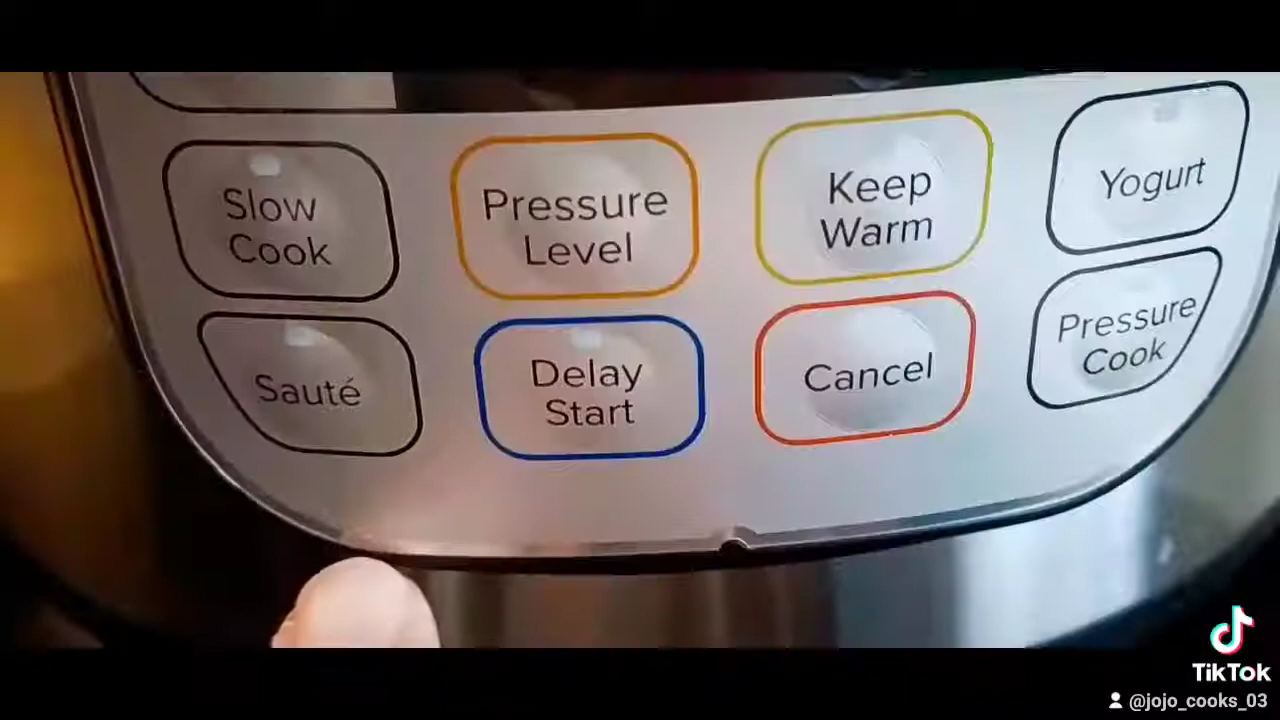 Slow
Cook
Pressure
Level
Keep
Warm
Yogurt
Sauté
Delay
Start
Cancel
Pressure
Cook
TikTok
@jojo_cooks_03